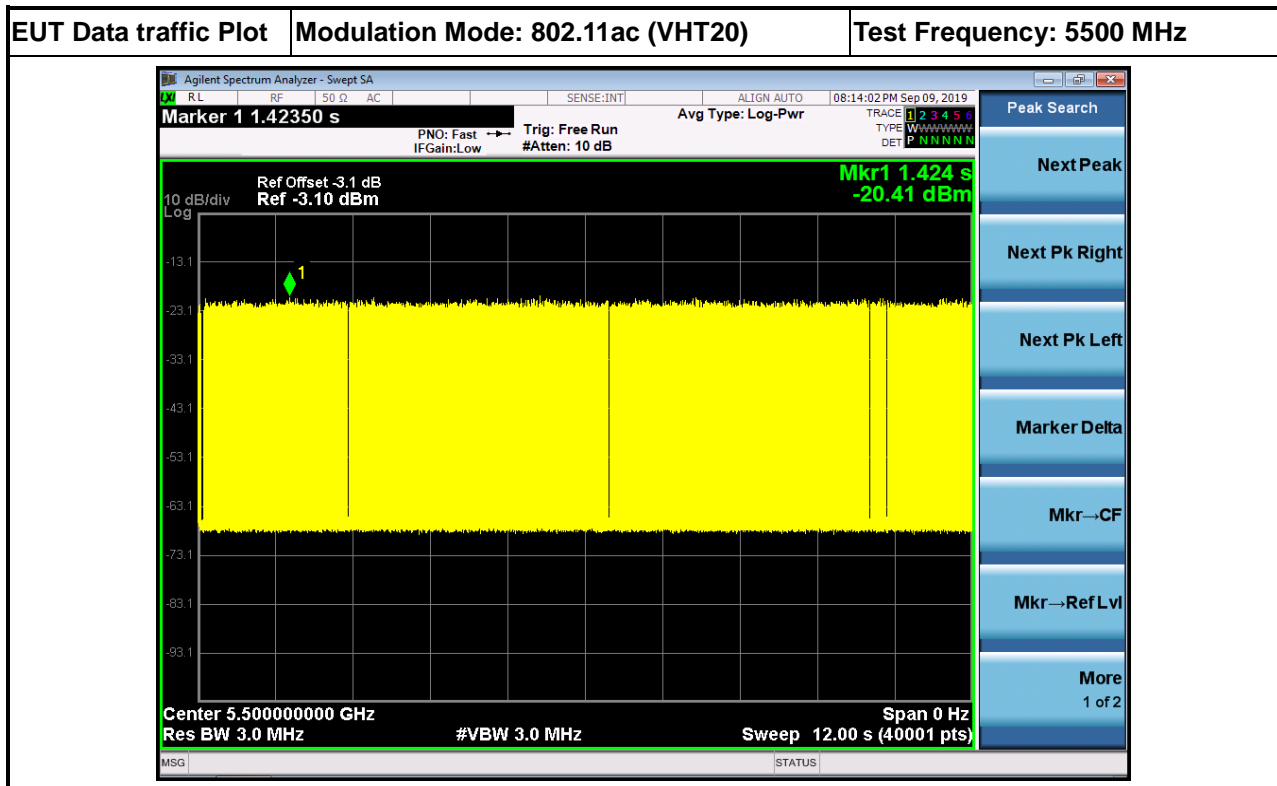 EUT Data traffic Plot Modulation Mode: 802.11ac (VHT20) Test Frequency: 5500 MHz
Agilent Spectrum Analyzer - Swept SA
LXI RL RF 50 Ω AC SENSE:INT ALIGN AUTO 08:14:02 PM Sep 09, 2019
Marker 1 1.42350 s
PNO: Fast
IFGain:Low
Trig: Free Run
#Atten: 10 dB
Avg Type: Log-Pwr
TRACE 1 2 3 4 5 6
TYPE WWWWWW
DET P N N N N N
Peak Search
Ref Offset -3.1 dB
10 dB/div Ref -3.10 dBm
Log
Mkr1 1.424 s
-20.41 dBm
1
-13.1
-23.1
-33.1
-43.1
-53.1
-63.1
-73.1
-83.1
-93.1
Center 5.500000000 GHz Span 0 Hz
Res BW 3.0 MHz #VBW 3.0 MHz Sweep 12.00 s (40001 pts)
MSG STATUS
Next Peak
Next Pk Right
Next Pk Left
Marker Delta
Mkr→CF
Mkr→Ref Lvl
More
1 of 2